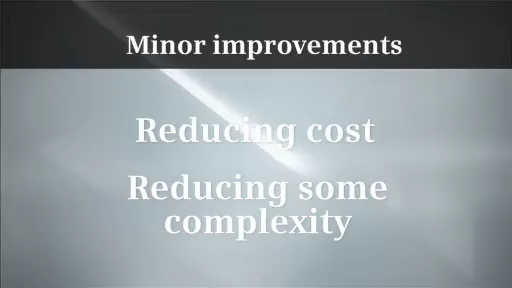 Minor improvements
Reducing cost
Reducing some
complexity